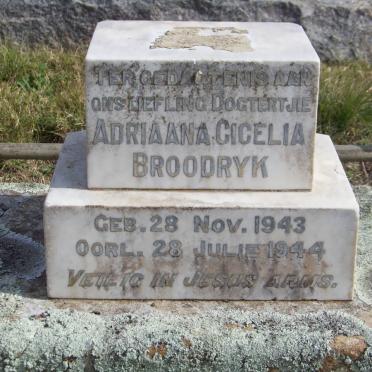 TER GEDAGTENIS AAN
ONS LIEFLING DOGTERTJIE
ADRIAANA CICELIA
BROODRYK
GEB. 28 NOV. 1943
OORL. 28 JULIE 1944
VEILIG IN JESUS ARMS.